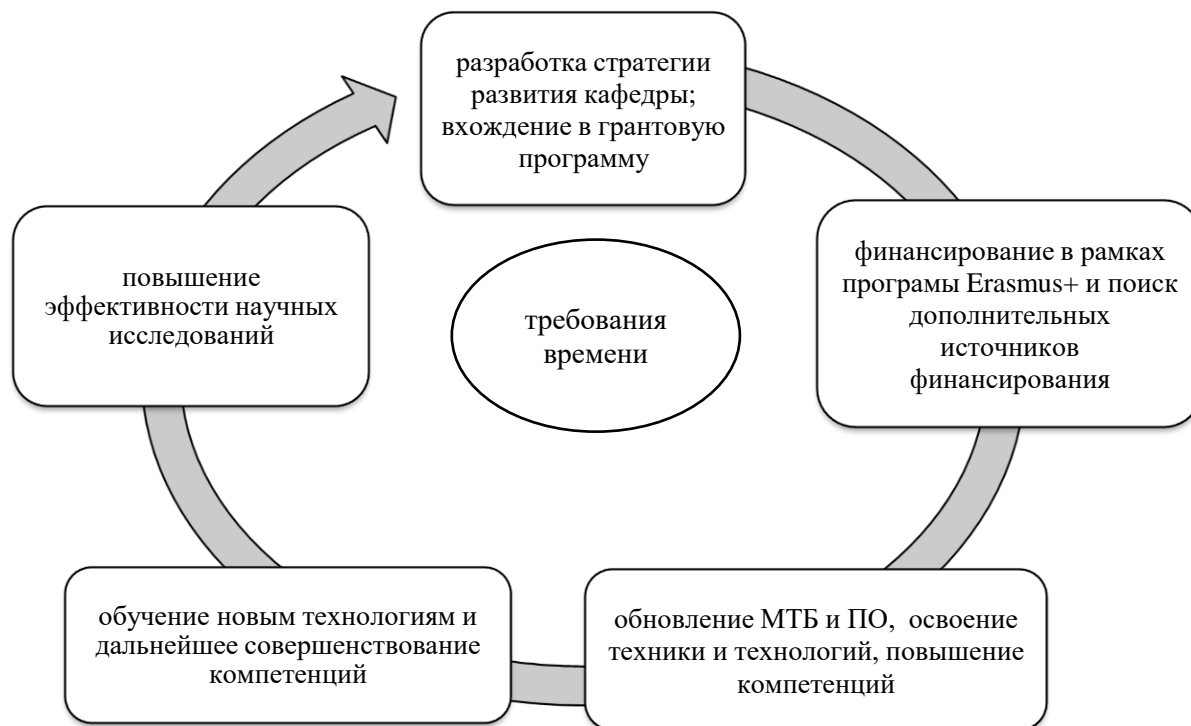 разработка стратегии
развития кафедры;
вхождение в грантовую
программу
финансирование в рамках
програмы Erasmus+ и поиск
дополнительных
источников
финансирования
обновление МТБ и ПО, освоение
техники и технологий, повышение
компетенций
обучение новым технологиям и
дальнейшее совершенствование
компетенций
повышение
эффективности научных
исследований
требования
времени